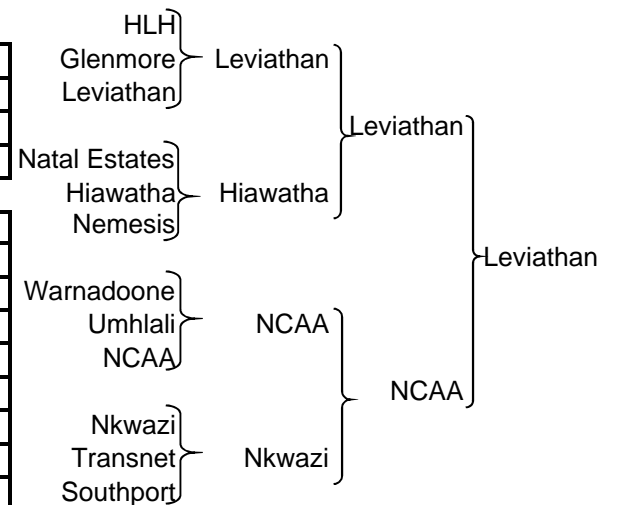 HLH
Glenmore
Leviathan
Leviathan
Leviathan
Natal Estates
Hiawatha
Nemesis
Hiawatha
Leviathan
Warnadoone
Umhlali
NCAA
NCAA
NCAA
Nkwazi
Transnet
Southport
Nkwazi